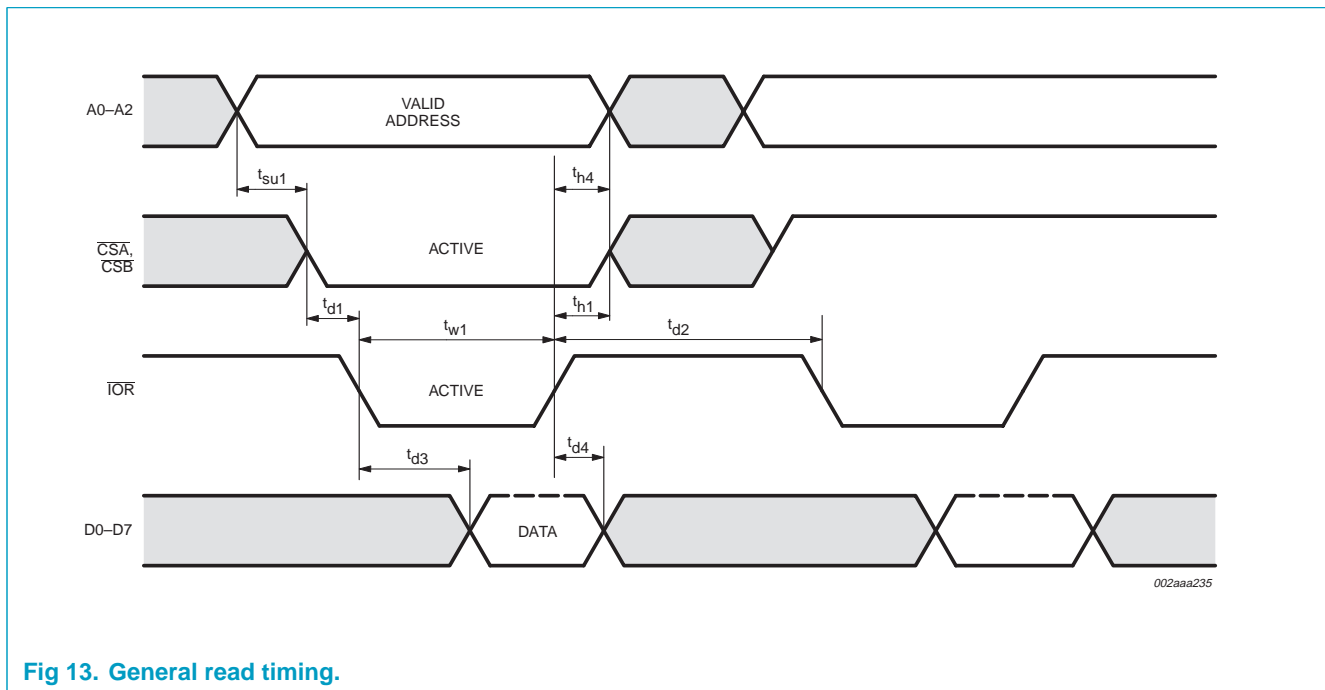 A0–A2
VALID
ADDRESS
tsu1
th4
CSA,
CSB
ACTIVE
td1
tw1
th1
td2
IOR
ACTIVE
td3
td4
D0–D7
DATA
002aaa235
Fig 13. General read timing.